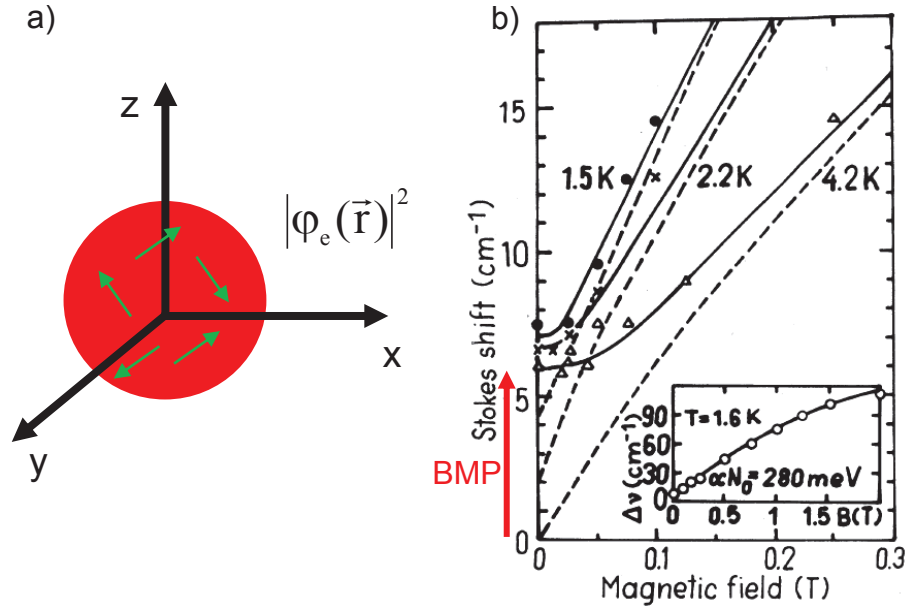 a)
z
|φₑ(r⃗)|²
x
y
b)
Stokes shift (cm⁻¹)
15
10
5
0
1.5K
2.2K
4.2K
BMP
Δν (cm⁻¹)
90
60
30
0
T=1.6 K
αN₀=280 meV
0 0.5 1 1.5 B(T)
0 0.1 0.2 0.3
Magnetic field (T)